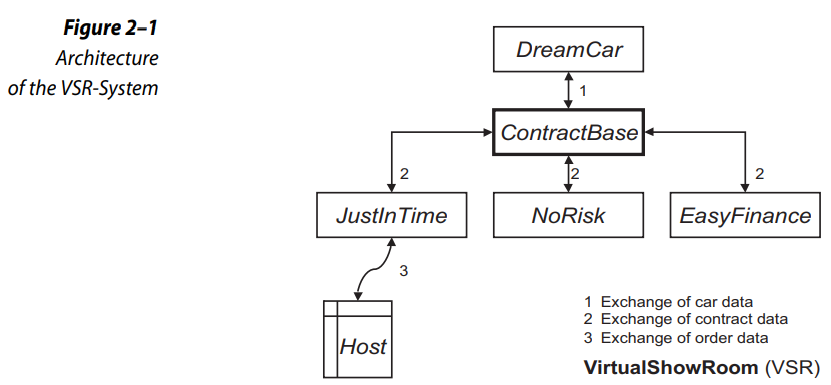 Figure 2–1
Architecture
of the VSR-System
DreamCar
1
ContractBase
2
2
2
JustInTime
NoRisk
EasyFinance
3
Host
1 Exchange of car data
2 Exchange of contract data
3 Exchange of order data
VirtualShowRoom (VSR)